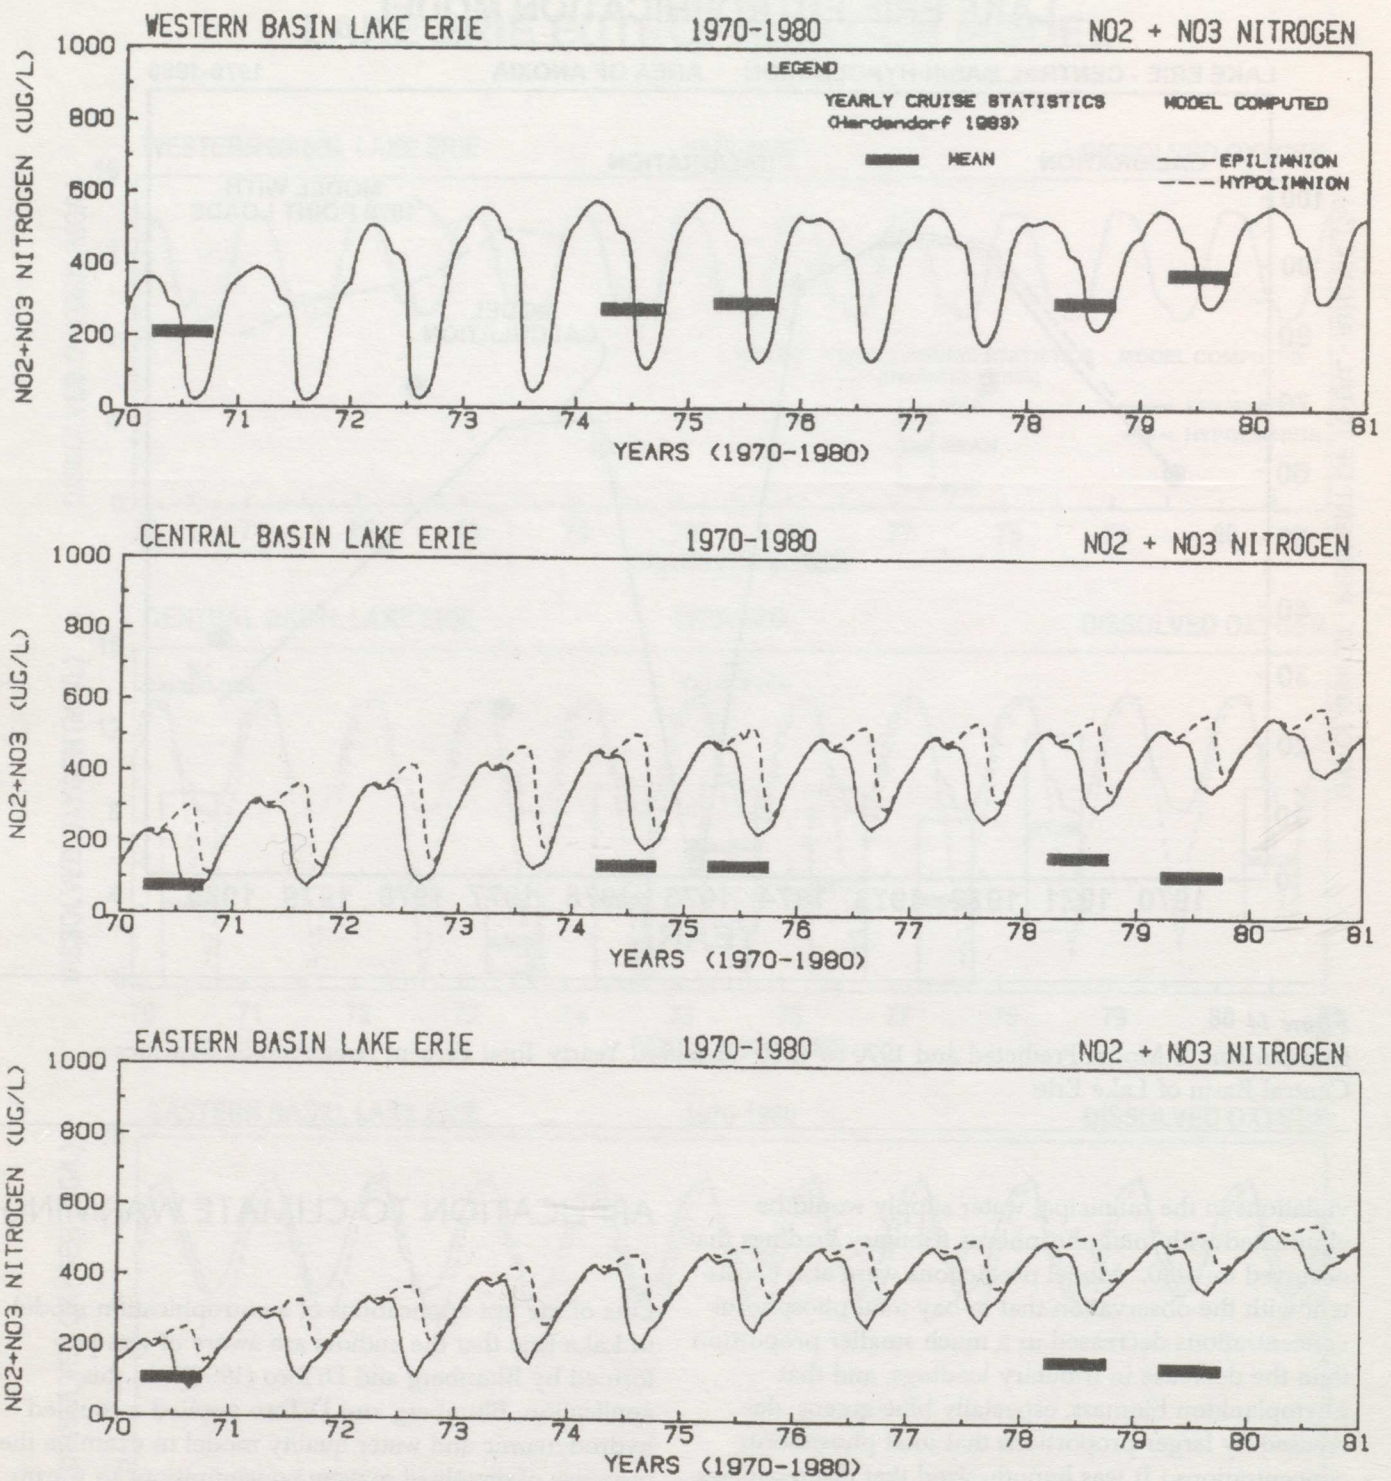 WESTERN BASIN LAKE ERIE 1970-1980 NO2 + NO3 NITROGEN
LEGEND
YEARLY CRUISE STATISTICS MODEL COMPUTED
(Herdendorf 1983)
MEAN EPILIMNION
HYPOLIMNION
NO2+NO3 NITROGEN (UG/L)
1000
800
600
400
200
0
70 71 72 73 74 75 76 77 78 79 80 81
YEARS (1970-1980)
CENTRAL BASIN LAKE ERIE 1970-1980 NO2 + NO3 NITROGEN
NO2+NO3 (UG/L)
1000
800
600
400
200
0
70 71 72 73 74 75 76 77 78 79 80 81
YEARS (1970-1980)
EASTERN BASIN LAKE ERIE 1970-1980 NO2 + NO3 NITROGEN
NO2+NO3 NITROGEN (UG/L)
1000
800
600
400
200
0
70 71 72 73 74 75 76 77 78 79 80 81
YEARS (1970-1980)